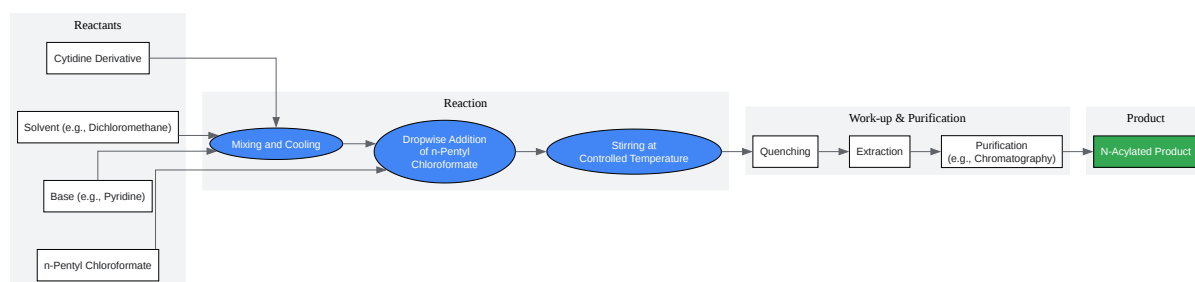 Reactants
Cytidine Derivative
Solvent (e.g., Dichloromethane)
Base (e.g., Pyridine)
n-Pentyl Chloroformate
Reaction
Mixing and Cooling
Dropwise Addition
of n-Pentyl
Chloroformate
Stirring at
Controlled Temperature
Work-up & Purification
Quenching
Extraction
Purification
(e.g., Chromatography)
Product
N-Acylated Product